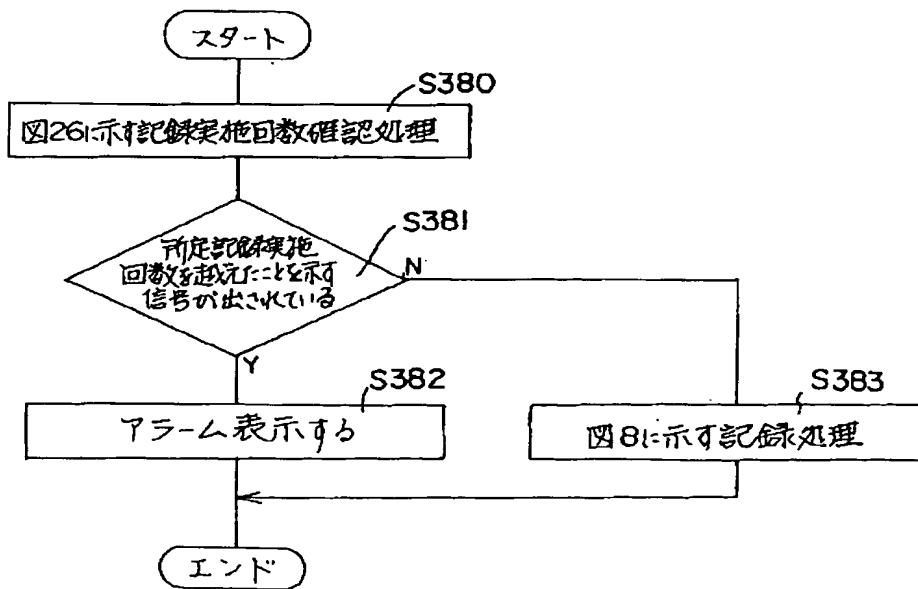 スタート
S380
図26に示す記録実施回数確認処理
S381
所定記録実施
回数を越えたことを示す
信号が出されている
N
Y
S382
アラーム表示する
S383
図8に示す記録処理
エンド